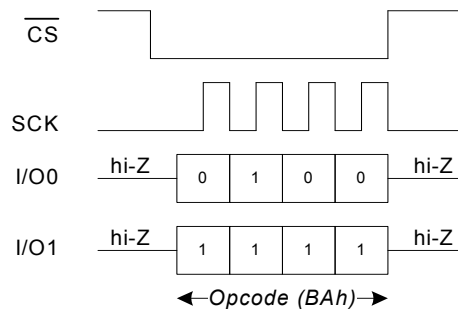 CS
SCK
hi-Z hi-Z
I/O0 0 1 0 0
hi-Z hi-Z
I/O1 1 1 1 1
Opcode (BAh)